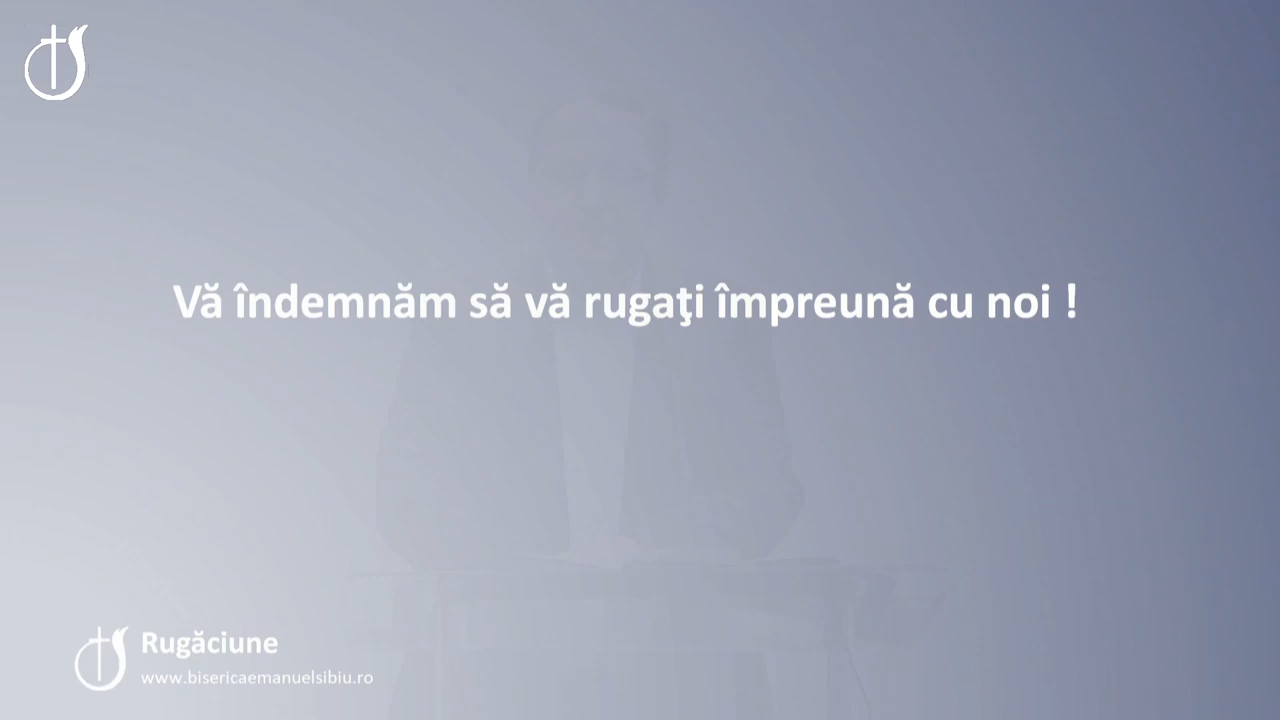 Vă îndemnăm să vă rugaţi împreună cu noi !
Rugăciune
www.bisericaemanuelsibiu.ro